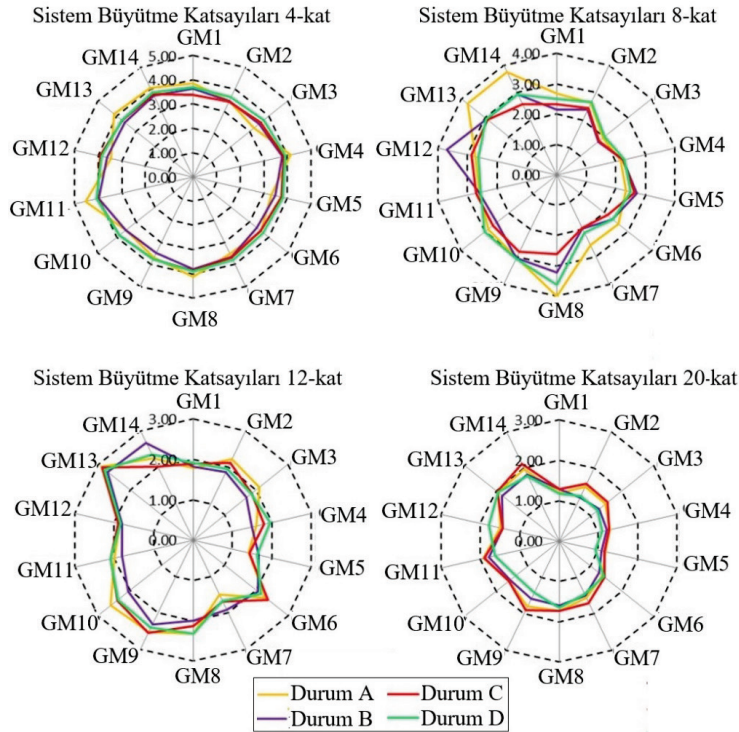 Sistem Büyütme Katsayıları 4-kat
5.00
4.00
3.00
2.00
1.00
0.00
GM1
GM2
GM3
GM4
GM5
GM6
GM7
GM8
GM9
GM10
GM11
GM12
GM13
GM14
Sistem Büyütme Katsayıları 8-kat
4.00
3.00
2.00
1.00
0.00
GM1
GM2
GM3
GM4
GM5
GM6
GM7
GM8
GM9
GM10
GM11
GM12
GM13
GM14
Sistem Büyütme Katsayıları 12-kat
3.00
2.00
1.00
0.00
GM1
GM2
GM3
GM4
GM5
GM6
GM7
GM8
GM9
GM10
GM11
GM12
GM13
GM14
Sistem Büyütme Katsayıları 20-kat
3.00
2.00
1.00
0.00
GM1
GM2
GM3
GM4
GM5
GM6
GM7
GM8
GM9
GM10
GM11
GM12
GM13
GM14
Durum A Durum C
Durum B Durum D